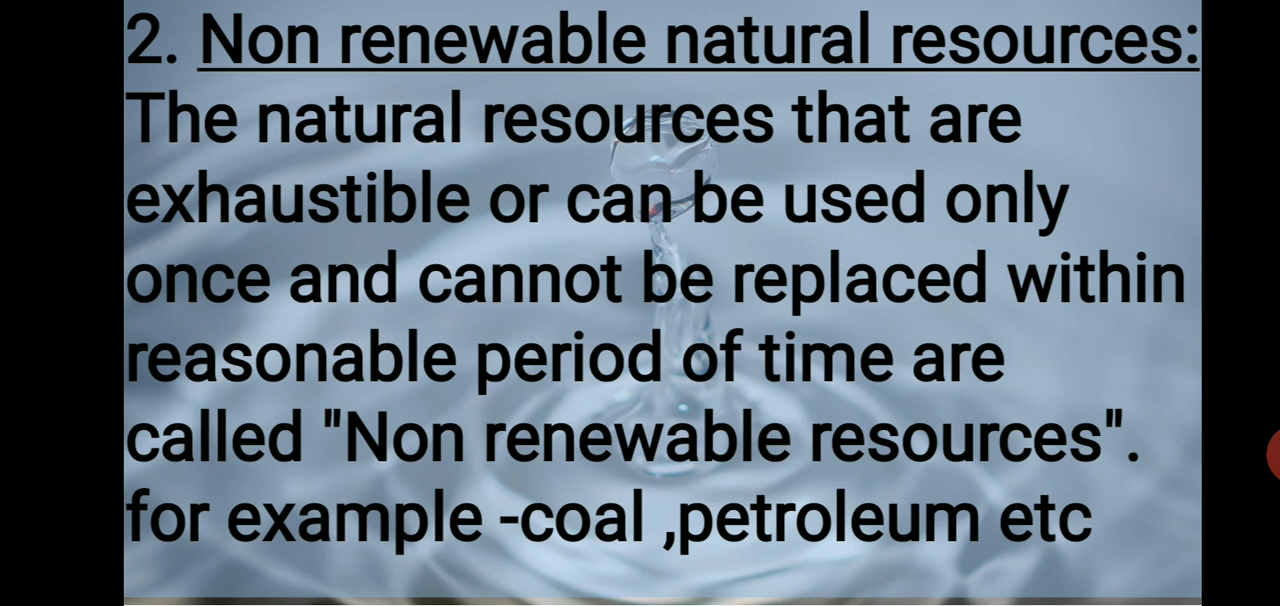 2. Non renewable natural resources:
The natural resources that are
exhaustible or can be used only
once and cannot be replaced within
reasonable period of time are
called "Non renewable resources".
for example -coal ,petroleum etc